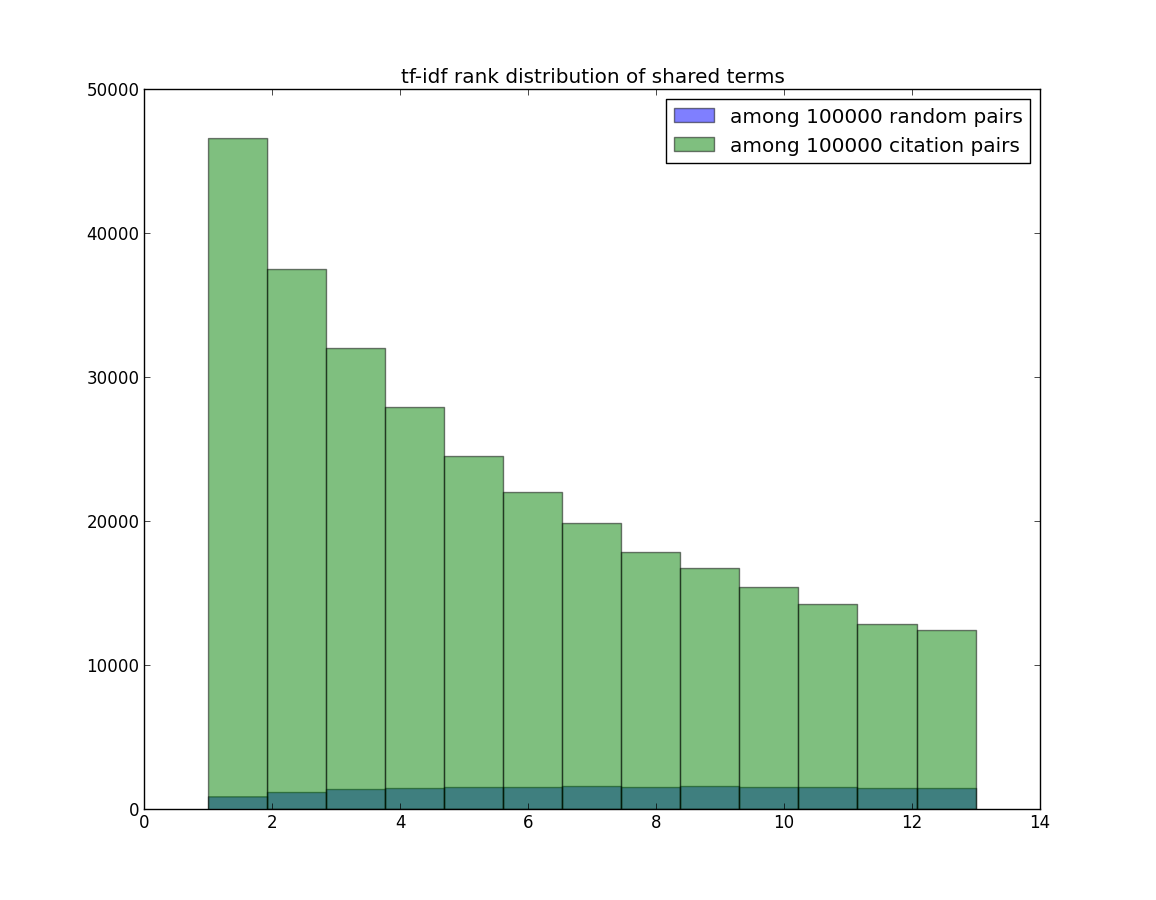 tf-idf rank distribution of shared terms
50000
among 100000 random pairs
among 100000 citation pairs
40000
30000
20000
10000
0
0 2 4 6 8 10 12 14